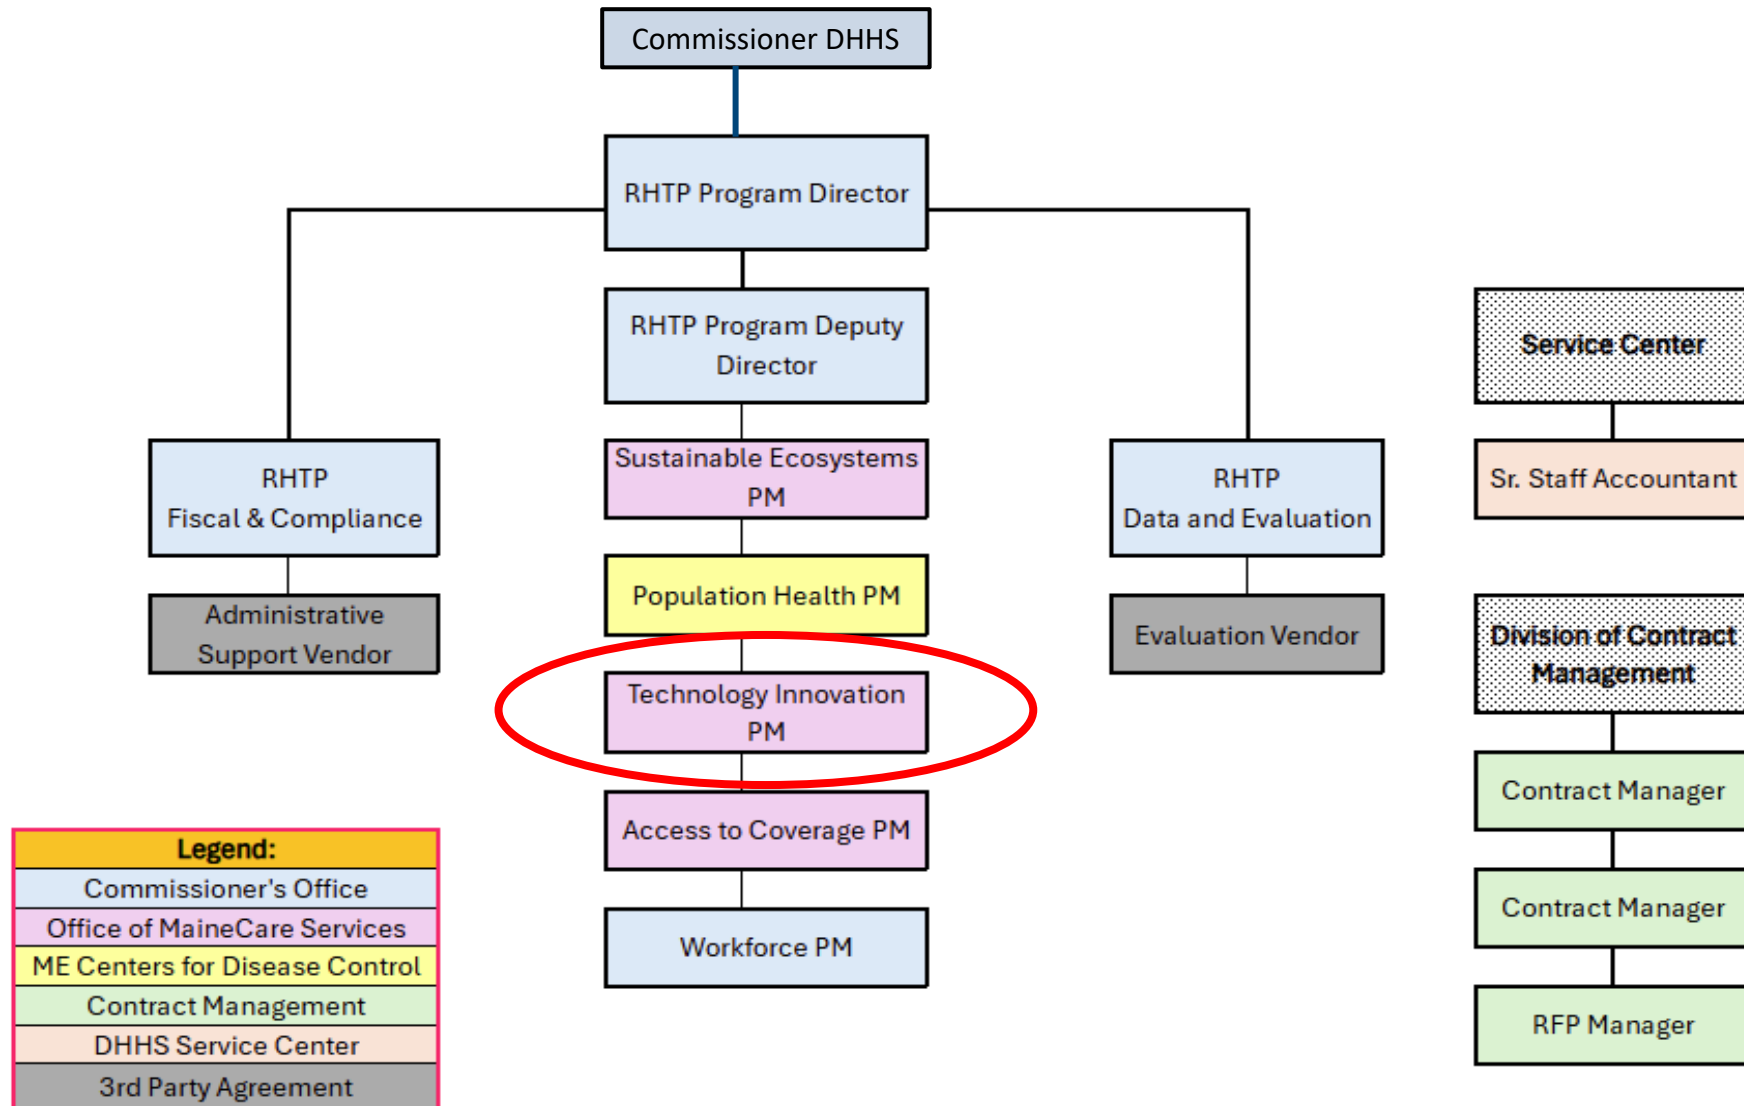 Commissioner DHHS
RHTP Program Director
RHTP Program Deputy
Director
Sustainable Ecosystems
PM
Population Health PM
Technology Innovation
PM
Access to Coverage PM
Workforce PM
RHTP
Fiscal & Compliance
Administrative
Support Vendor
RHTP
Data and Evaluation
Evaluation Vendor
Service Center
Sr. Staff Accountant
Division of Contract
Management
Contract Manager
Contract Manager
RFP Manager
Legend:
Commissioner's Office
Office of MaineCare Services
ME Centers for Disease Control
Contract Management
DHHS Service Center
3rd Party Agreement